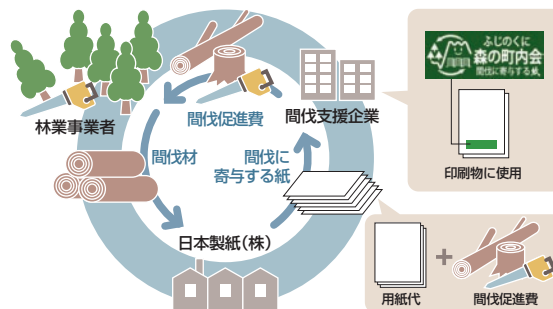 ふじのくに
森の町内会
間伐に寄与する紙
印刷物に使用
林業事業者
間伐促進費
間伐支援企業
間伐材
間伐に
寄与する紙
日本製紙(株)
用紙代
+
間伐促進費